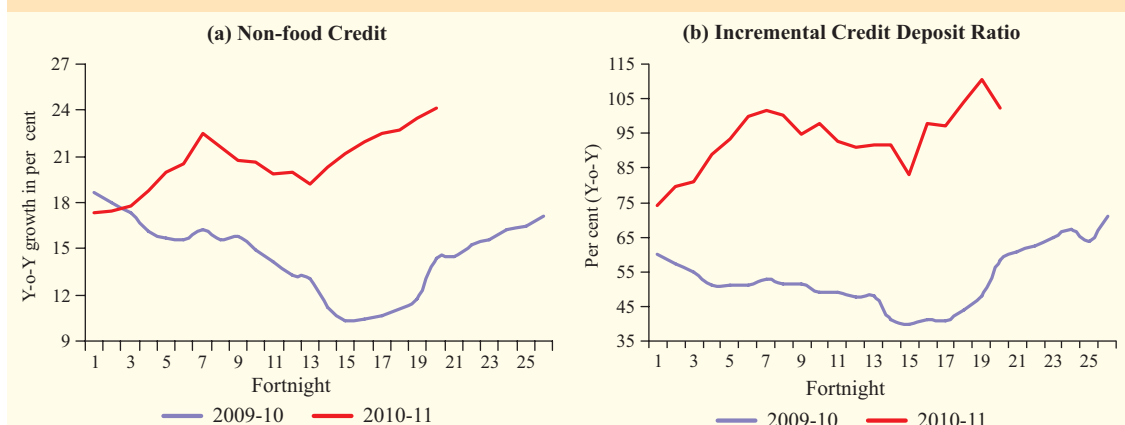 (a) Non-food Credit
Y-o-Y growth in per cent
27
24
21
18
15
12
9
1 3 5 7 9 11 13 15 17 19 21 23 25
Fortnight
2009-10 2010-11
(b) Incremental Credit Deposit Ratio
Per cent (Y-o-Y)
115
105
95
85
75
65
55
45
35
1 3 5 7 9 11 13 15 17 19 21 23 25
Fortnight
2009-10 2010-11